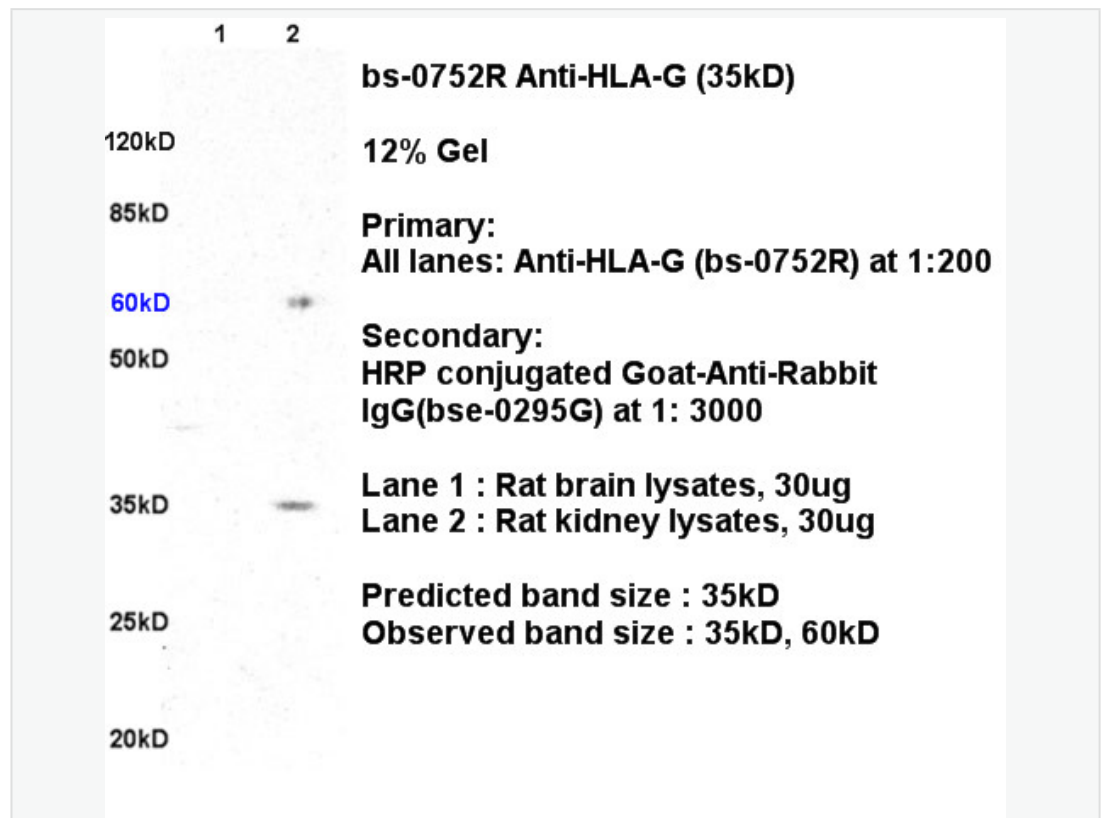 1 2
bs-0752R Anti-HLA-G (35kD)
120kD
12% Gel
85kD
Primary:
All lanes: Anti-HLA-G (bs-0752R) at 1:200
60kD
Secondary:
50kD
HRP conjugated Goat-Anti-Rabbit
IgG(bse-0295G) at 1: 3000
35kD
Lane 1 : Rat brain lysates, 30ug
Lane 2 : Rat kidney lysates, 30ug
Predicted band size : 35kD
25kD
Observed band size : 35kD, 60kD
20kD